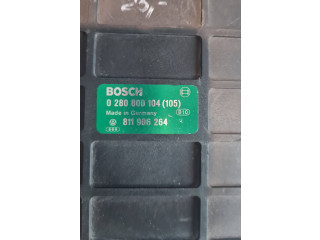 BOSCH
0 280 800 104 (105)
Made in Germany
811 906 264